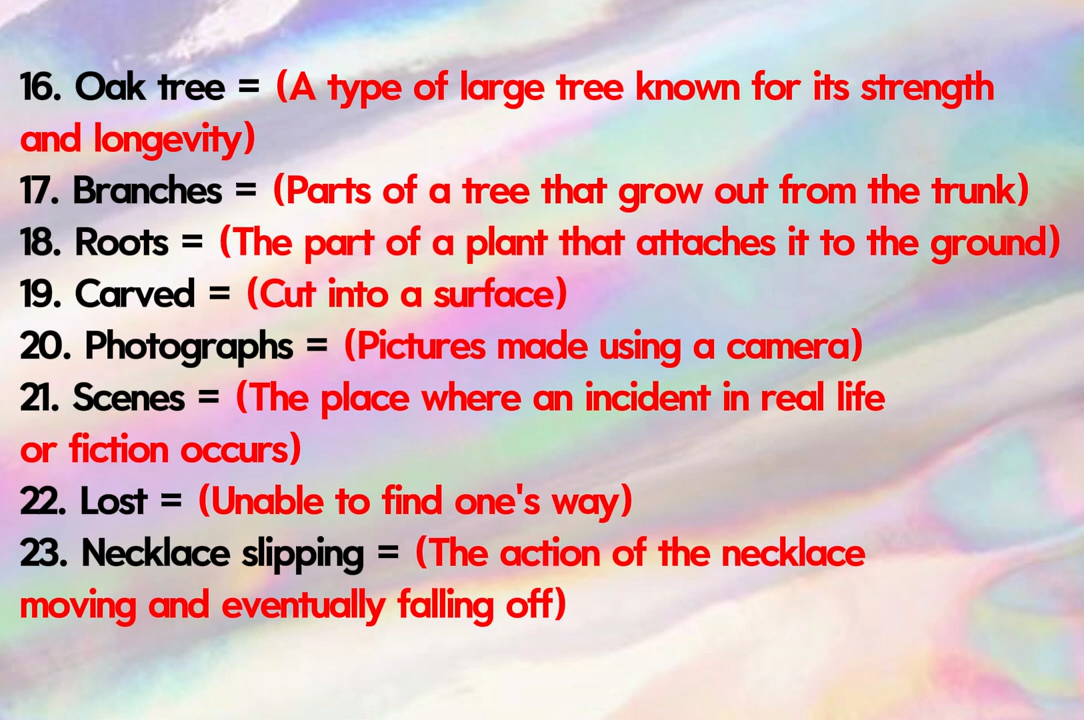 16. Oak tree = (A type of large tree known for its strength
and longevity)
17. Branches = (Parts of a tree that grow out from the trunk)
18. Roots = (The part of a plant that attaches it to the ground)
19. Carved = (Cut into a surface)
20. Photographs = (Pictures made using a camera)
21. Scenes = (The place where an incident in real life
or fiction occurs)
22. Lost = (Unable to find one's way)
23. Necklace slipping = (The action of the necklace
moving and eventually falling off)